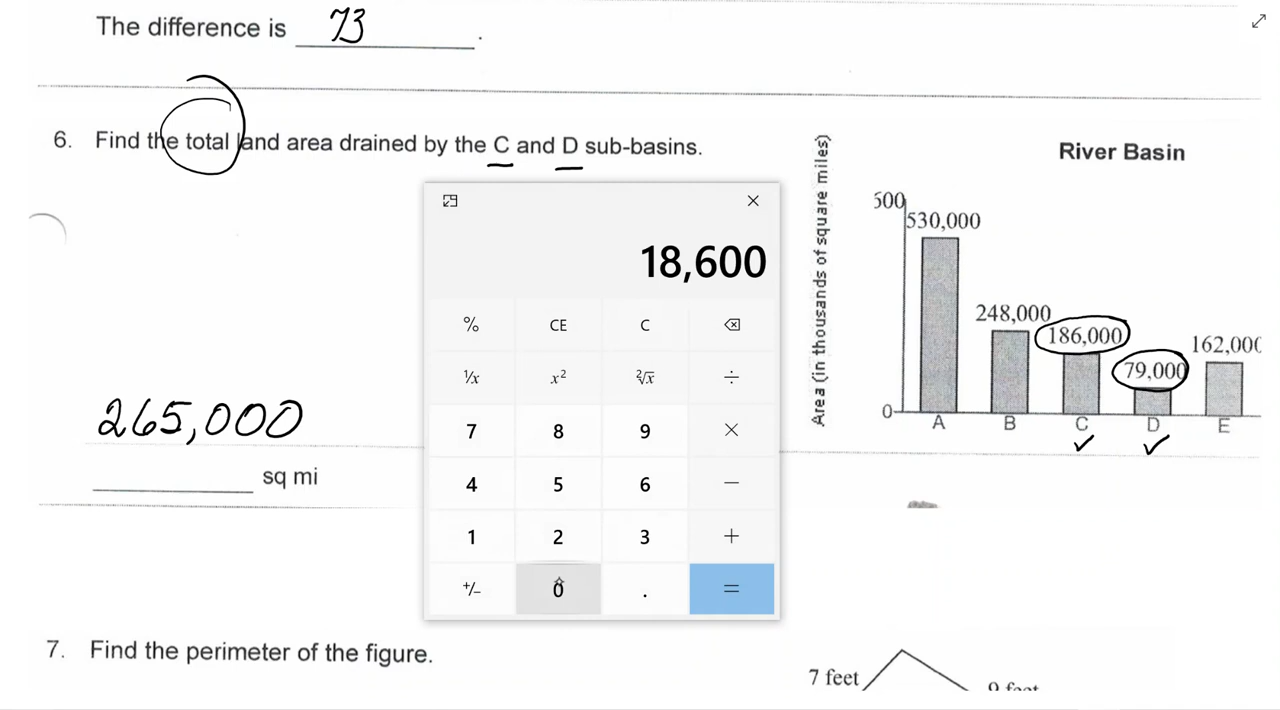 The difference is 73.
6. Find the total land area drained by the C and D sub-basins.
265,000
sq mi
18,600
% CE C
¹/x x² ²√x ÷
7 8 9 ×
4 5 6 −
1 2 3 +
+/− 0 . =
River Basin
Area (in thousands of square miles)
500
530,000
248,000
186,000
79,000
162,000
0
A B C D E
7. Find the perimeter of the figure.
7 feet